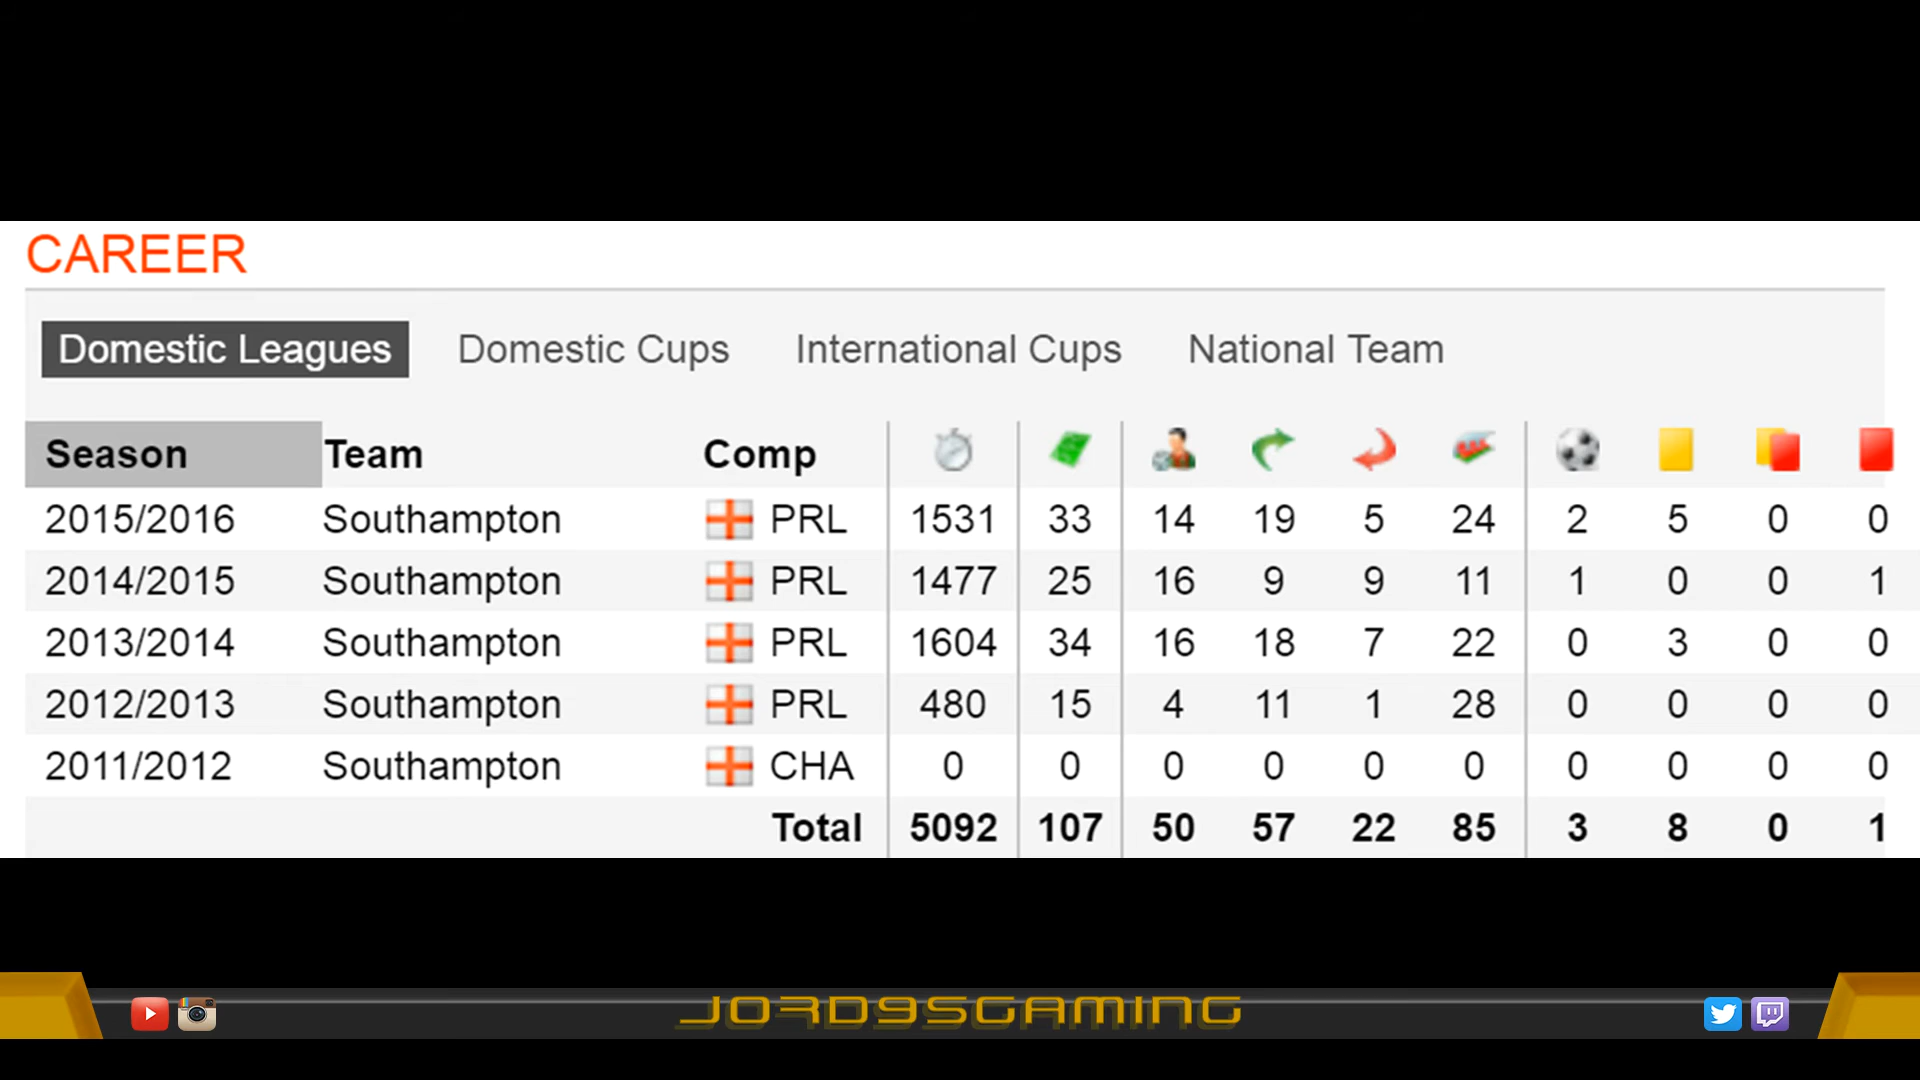 CAREER
Domestic Leagues Domestic Cups International Cups National Team
Season Team Comp
2015/2016 Southampton PRL 1531 33 14 19 5 24 2 5 0 0
2014/2015 Southampton PRL 1477 25 16 9 9 11 1 0 0 1
2013/2014 Southampton PRL 1604 34 16 18 7 22 0 3 0 0
2012/2013 Southampton PRL 480 15 4 11 1 28 0 0 0 0
2011/2012 Southampton CHA 0 0 0 0 0 0 0 0 0 0
Total 5092 107 50 57 22 85 3 8 0 1
JORD95GAMING